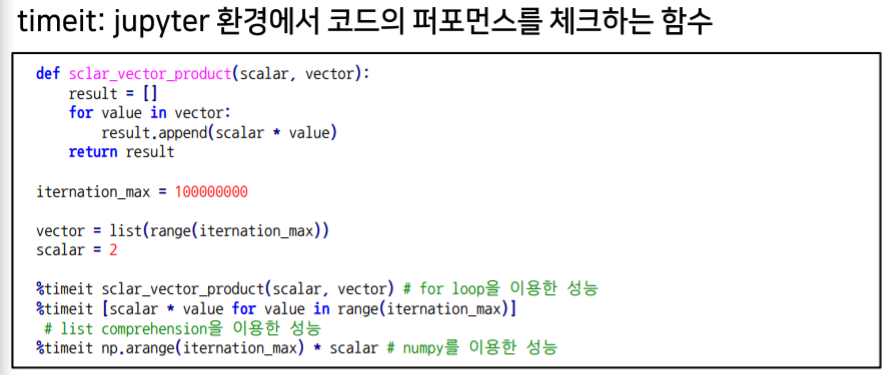 timeit: jupyter 환경에서 코드의 퍼포먼스를 체크하는 함수
def sclar_vector_product(scalar, vector):
    result = []
    for value in vector:
        result.append(scalar * value)
    return result
iternation_max = 100000000
vector = list(range(iternation_max))
scalar = 2
%timeit sclar_vector_product(scalar, vector) # for loop을 이용한 성능
%timeit [scalar * value for value in range(iternation_max)]
 # list comprehension을 이용한 성능
%timeit np.arange(iternation_max) * scalar # numpy를 이용한 성능